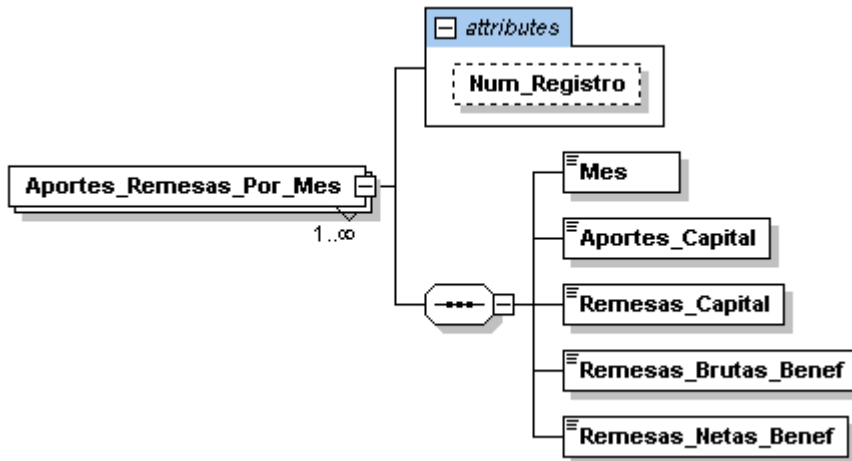 attributes
Num_Registro
Aportes_Remesas_Por_Mes
1..∞
Mes
Aportes_Capital
Remesas_Capital
Remesas_Brutas_Benef
Remesas_Netas_Benef